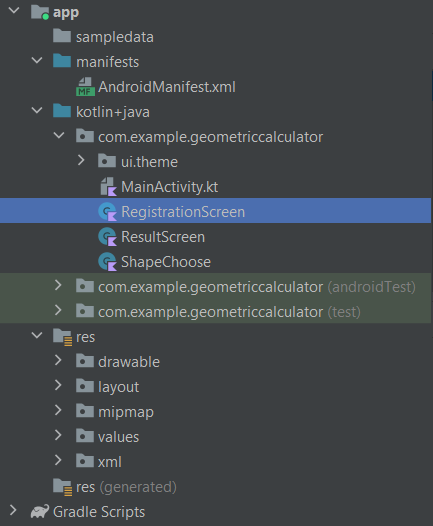 app
sampledata
manifests
AndroidManifest.xml
kotlin+java
com.example.geometriccalculator
ui.theme
MainActivity.kt
RegistrationScreen
ResultScreen
ShapeChoose
com.example.geometriccalculator (androidTest)
com.example.geometriccalculator (test)
res
drawable
layout
mipmap
values
xml
res (generated)
Gradle Scripts